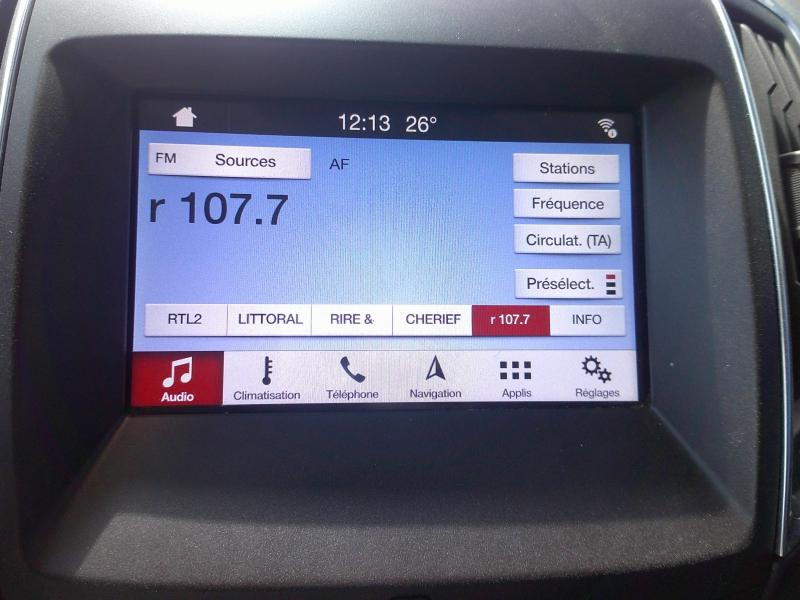 12:13 26°
FM Sources AF
Stations
r 107.7
Fréquence
Circulat. (TA)
Présélect.
RTL2 LITTORAL RIRE & CHERIEF r 107.7 INFO
Audio Climatisation Téléphone Navigation Applis Réglages